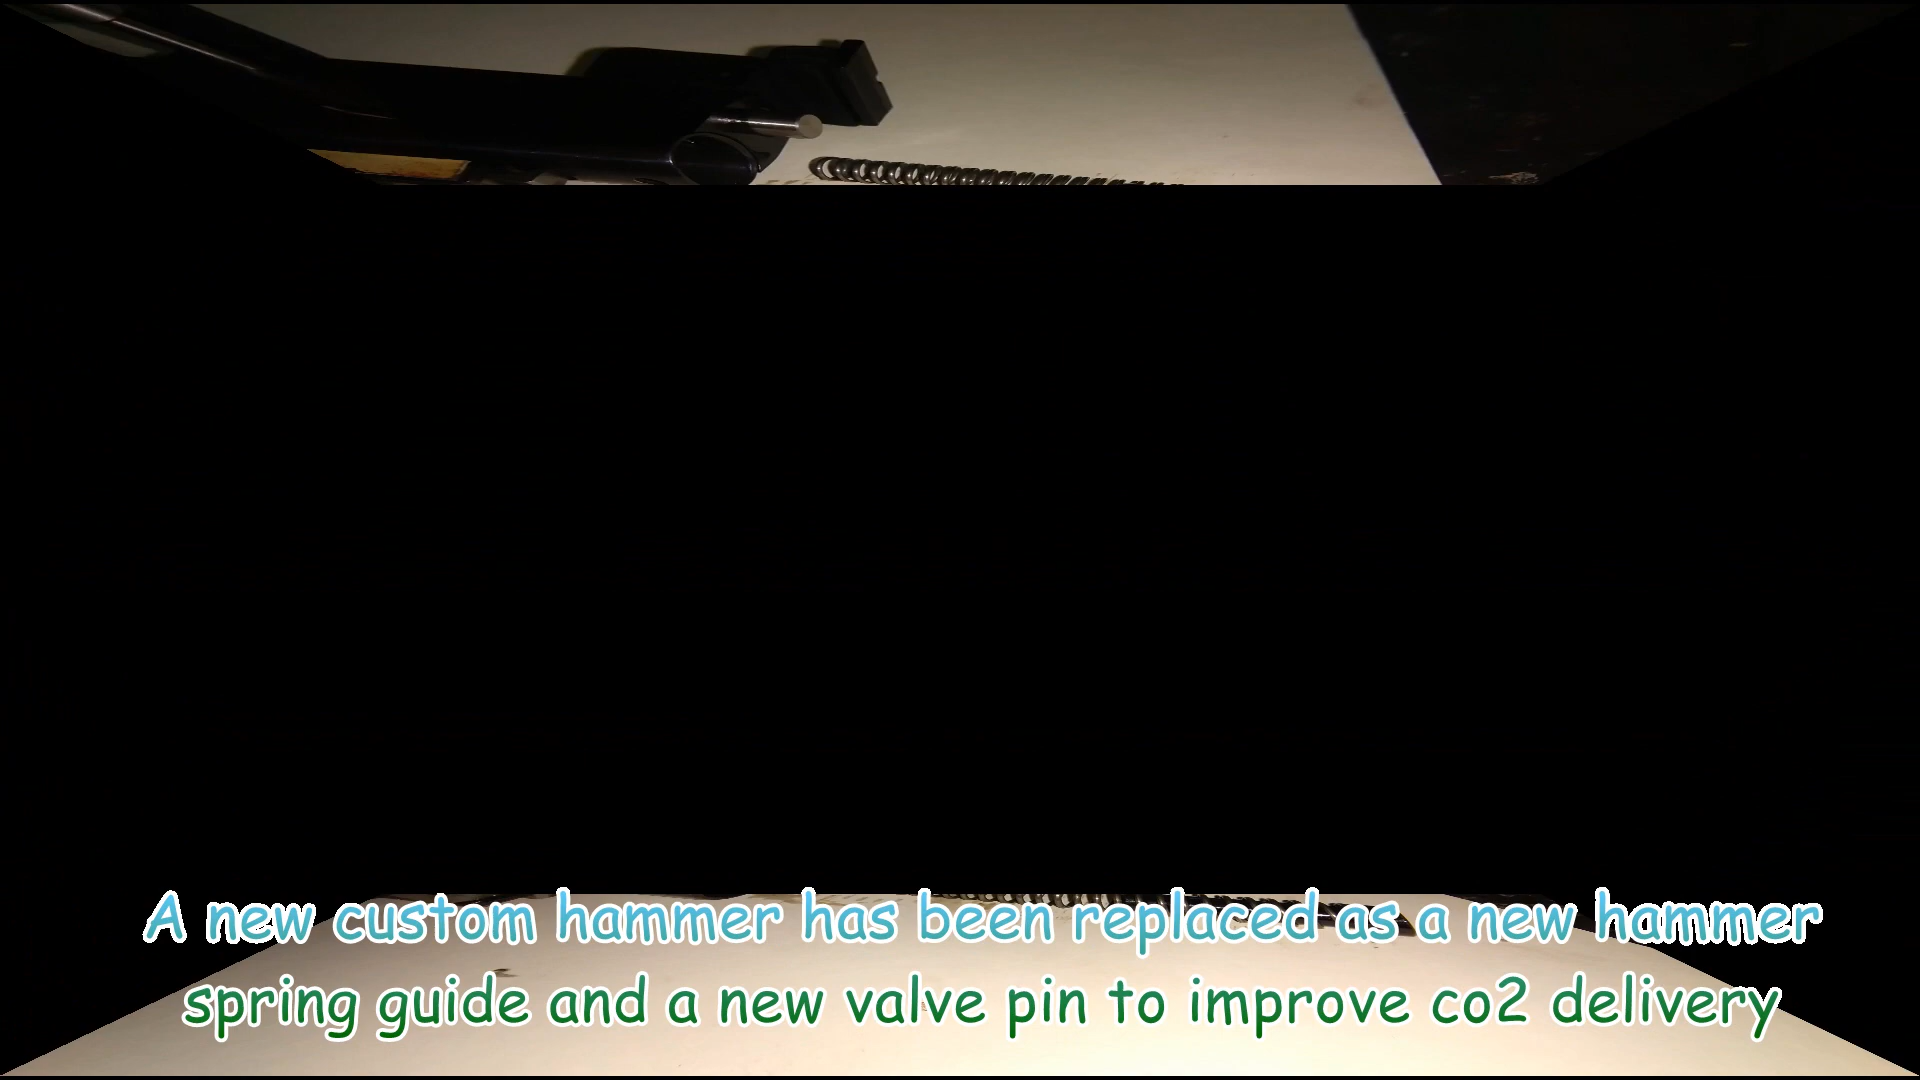 A new custom hammer has been replaced as a new hammer
spring guide and a new valve pin to improve co2 delivery